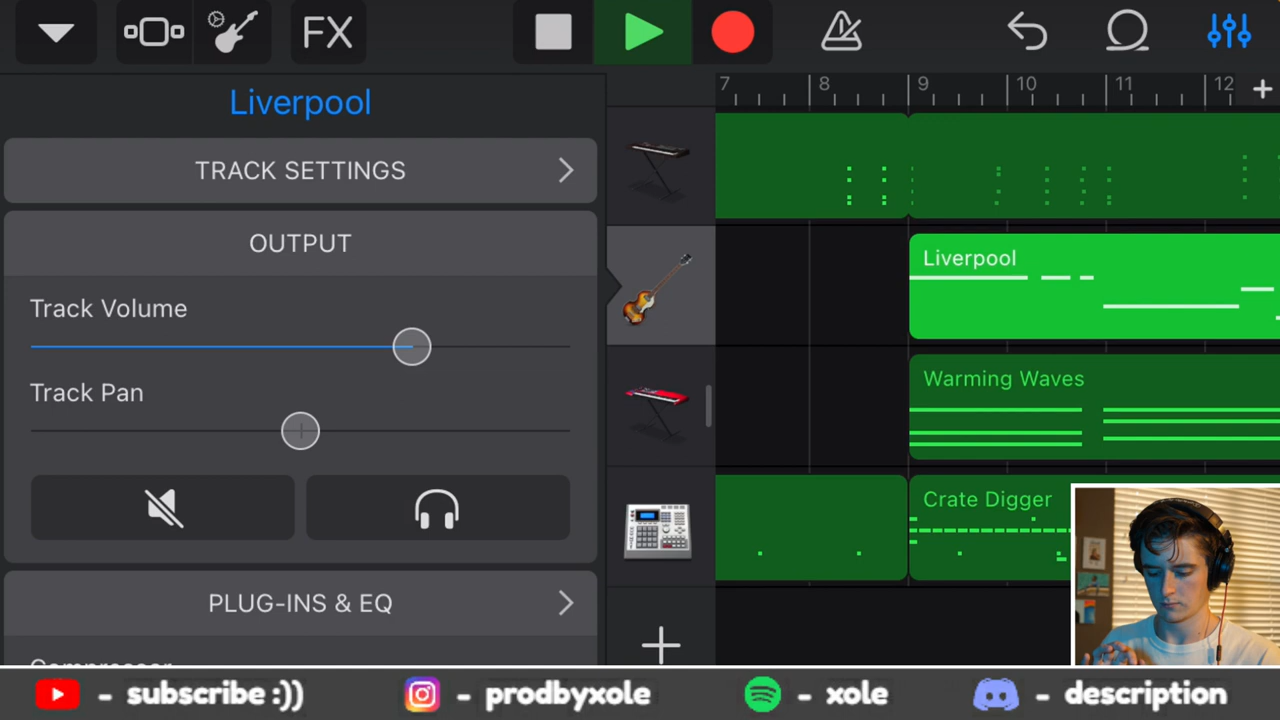 FX
Liverpool
7 8 9 10 11 12 +
TRACK SETTINGS
OUTPUT
Track Volume
Track Pan
Liverpool
Warming Waves
Crate Digger
PLUG-INS & EQ
Compressor
- subscribe :)) - prodbyxole - xole - description